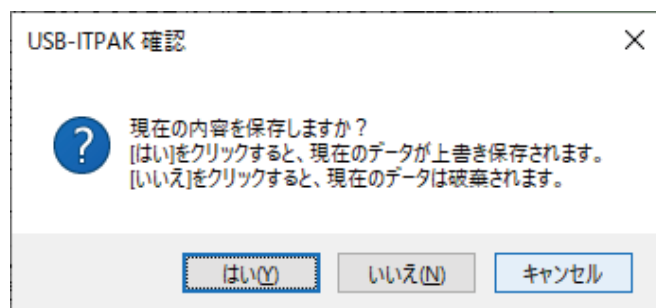 USB-ITPAK 確認
現在の内容を保存しますか？
[はい]をクリックすると、現在のデータが上書き保存されます。
[いいえ]をクリックすると、現在のデータは破棄されます。
はい(Y)
いいえ(N)
キャンセル